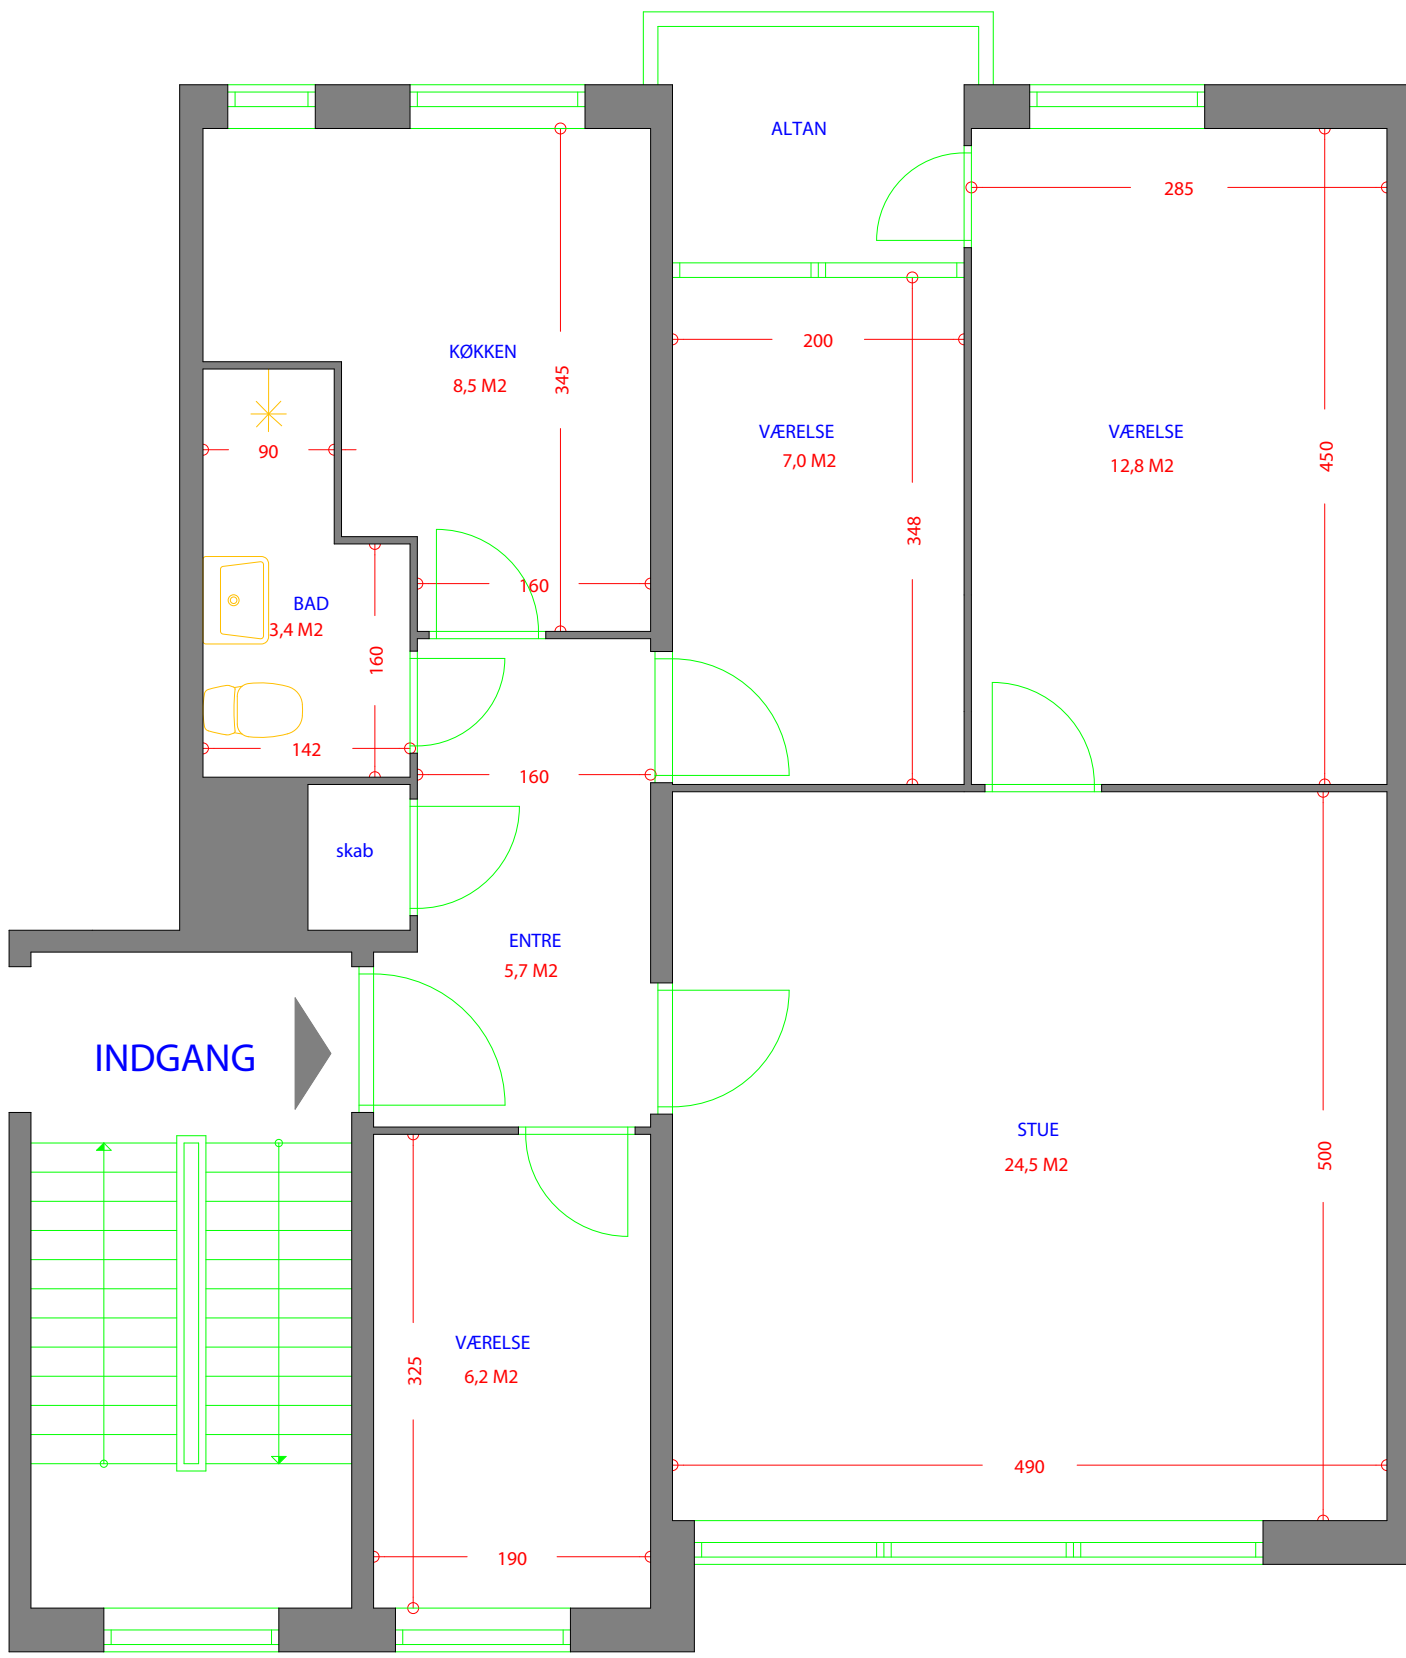 ALTAN
285
KØKKEN
8,5 M2
345
200
VÆRELSE
7,0 M2
348
VÆRELSE
12,8 M2
450
90
160
BAD
3,4 M2
160
142
160
skab
ENTRE
5,7 M2
INDGANG
STUE
24,5 M2
500
VÆRELSE
6,2 M2
325
490
190